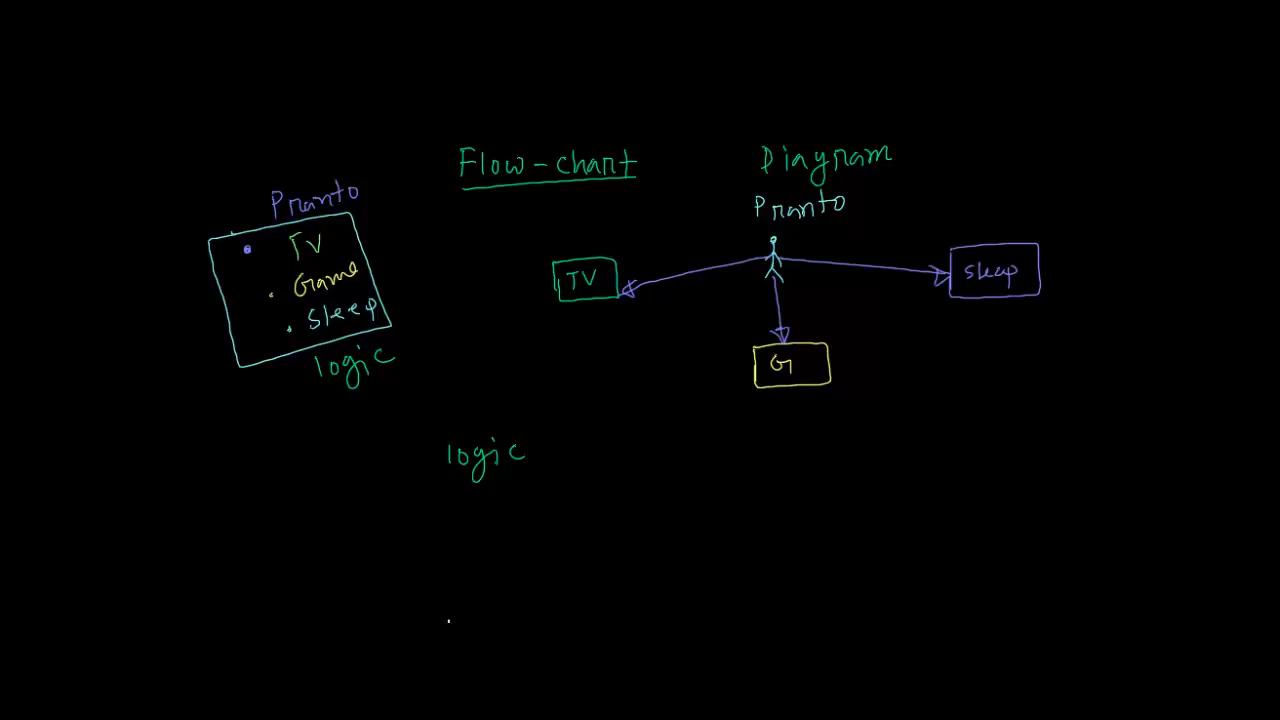 Flow-chart
Diagram
Pranto
TV
Game
Sleep
logic
Pranto
TV
Sleep
G
logic